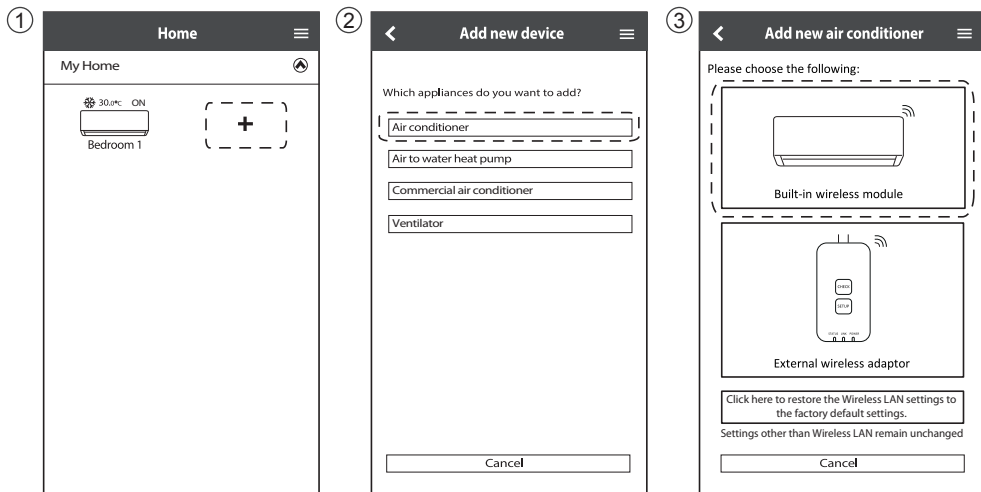 1
Home
My Home
30.0°C ON
Bedroom 1
+
2
Add new device
Which appliances do you want to add?
Air conditioner
Air to water heat pump
Commercial air conditioner
Ventilator
Cancel
3
Add new air conditioner
Please choose the following:
Built-in wireless module
CHECK
SETUP
STATUS LINK POWER
External wireless adaptor
Click here to restore the Wireless LAN settings to
the factory default settings.
Settings other than Wireless LAN remain unchanged
Cancel